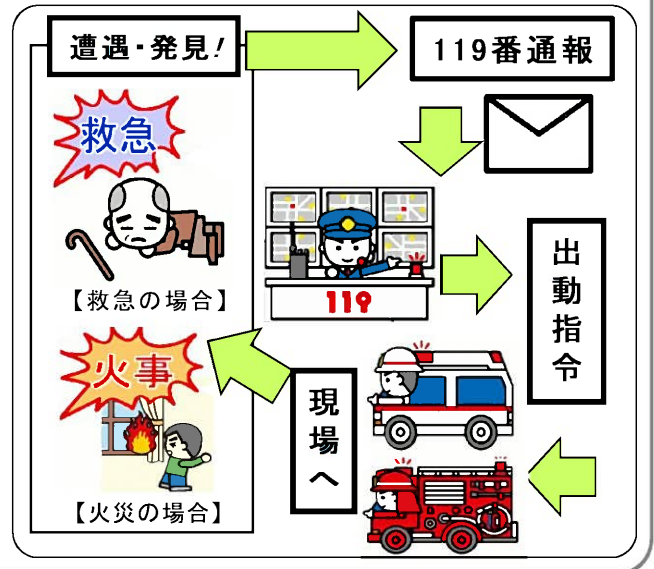 遭遇・発見!
119番通報
救急
【救急の場合】
119
出動指令
火事
現場へ
【火災の場合】